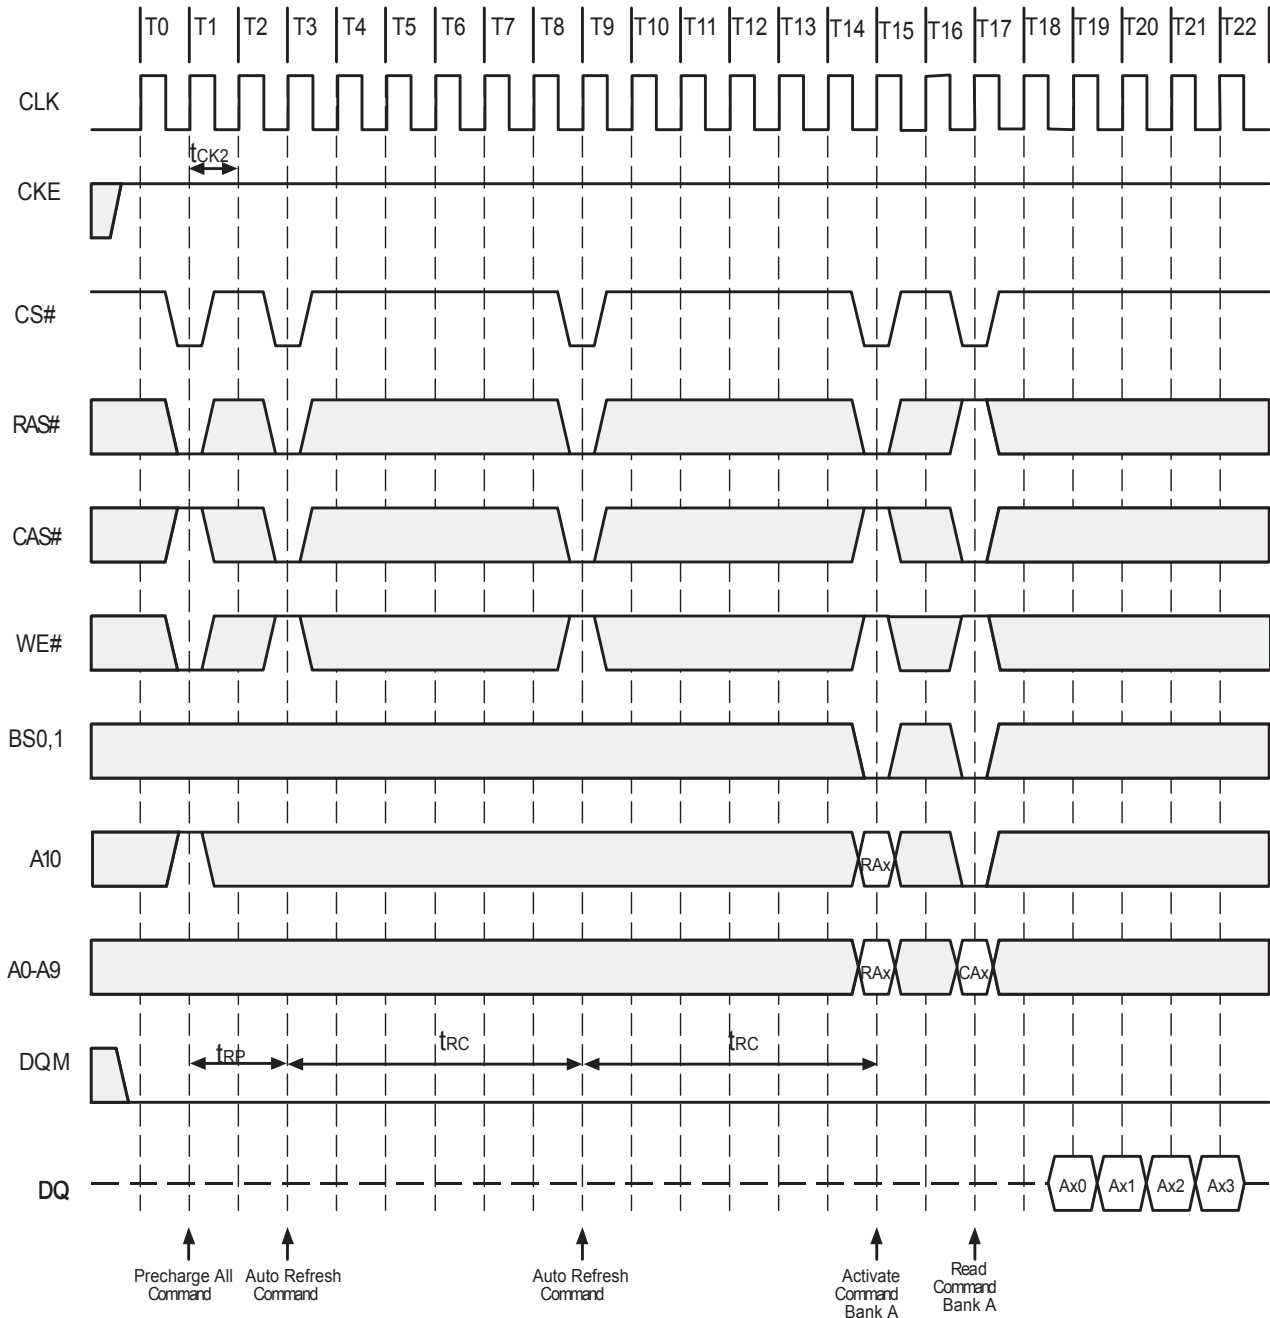 T0 T1 T2 T3 T4 T5 T6 T7 T8 T9 T10 T11 T12 T13 T14 T15 T16 T17 T18 T19 T20 T21 T22
CLK
tCK2
CKE
CS#
RAS#
CAS#
WE#
BS0,1
A10
RAx
A0-A9
RAx CAx
DQM
tRP tRC tRC
DQ
Ax0 Ax1 Ax2 Ax3
Precharge All
Command
Auto Refresh
Command
Auto Refresh
Command
Activate
Command
Bank A
Read
Command
Bank A